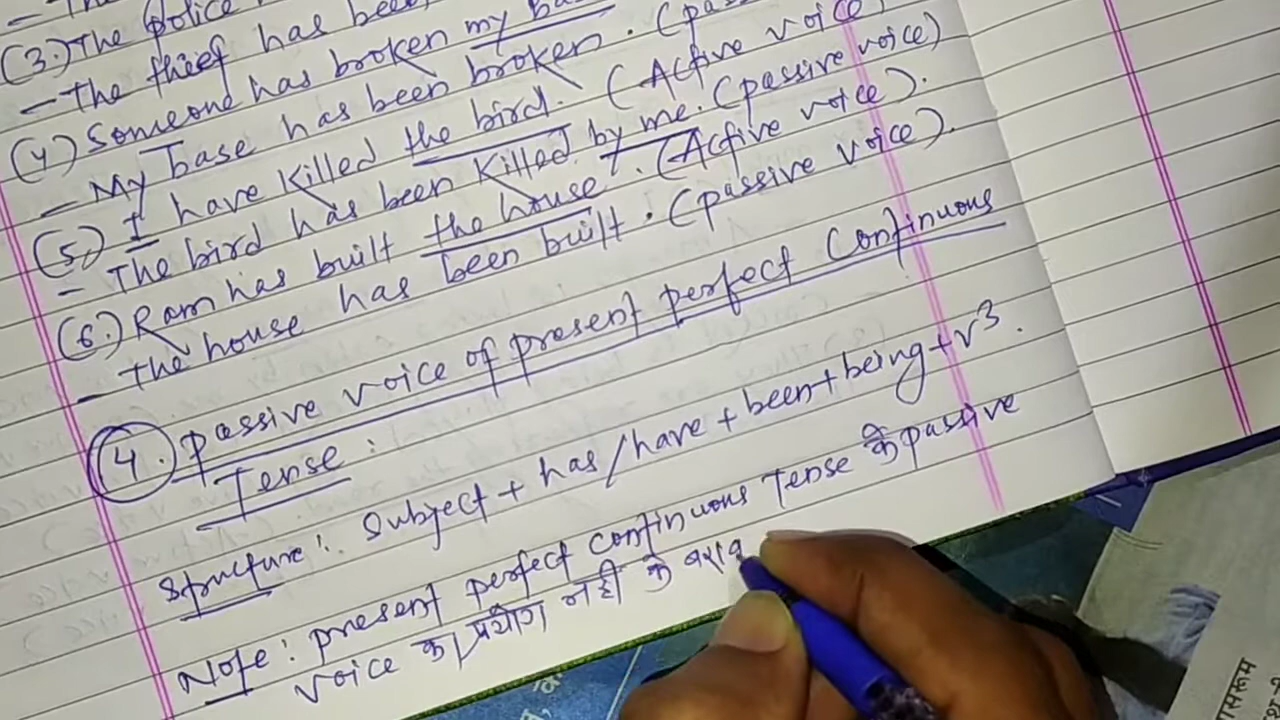 (3.) The police
- The thief has been
(4) Someone has broken my
- My base has been broken. (pass
(5.) I have killed the bird. (Active voice)
- The bird has been killed by me. (passive voice)
(6.) Ram has built the house. (Active voice).
- The house has been built. (passive voice).
4. passive voice of present perfect Continuous
Tense:
Structure: Subject + has/have + been + being + v³.
Note: present perfect continuous Tense के passive
voice का प्रयोग नही के बराब